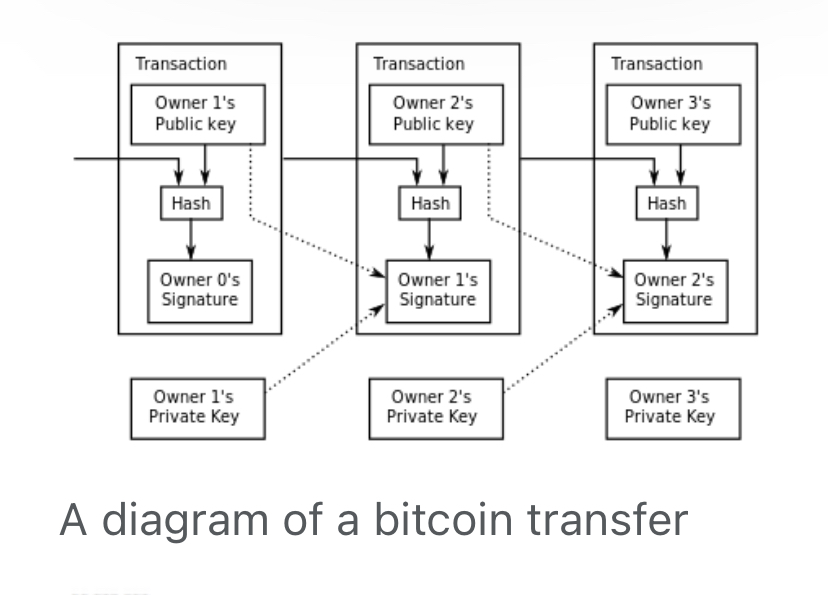 Transaction
Owner 1's
Public key
Hash
Owner 0's
Signature
Transaction
Owner 2's
Public key
Hash
Owner 1's
Signature
Transaction
Owner 3's
Public key
Hash
Owner 2's
Signature
Owner 1's
Private Key
Owner 2's
Private Key
Owner 3's
Private Key
A diagram of a bitcoin transfer